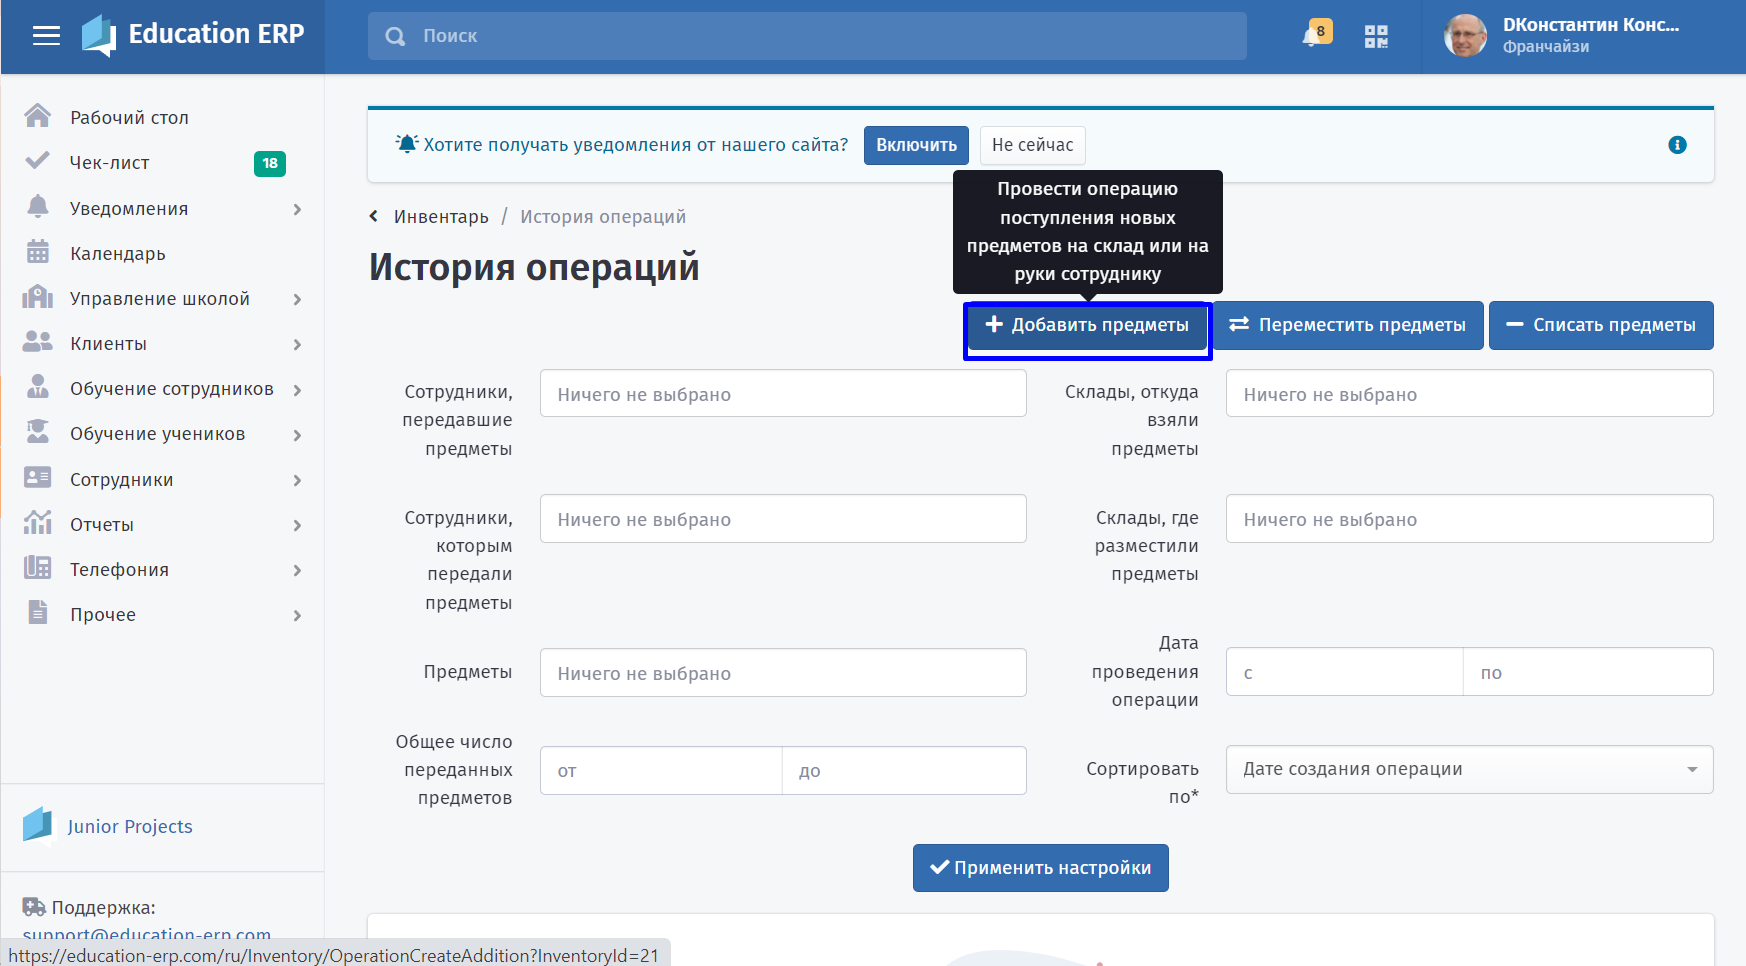 Education ERP
Поиск
8
DКонстантин Конс...
Франчайзи
Рабочий стол
Чек-лист
18
Уведомления
Календарь
Управление школой
Клиенты
Обучение сотрудников
Обучение учеников
Сотрудники
Отчеты
Телефония
Прочее
Junior Projects
Поддержка:
support@education-erp.com
Хотите получать уведомления от нашего сайта?
Включить
Не сейчас
Инвентарь / История операций
История операций
Провести операцию
поступления новых
предметов на склад или на
руки сотруднику
Добавить предметы
Переместить предметы
Списать предметы
Сотрудники,
передавшие
предметы
Ничего не выбрано
Склады, откуда
взяли
предметы
Ничего не выбрано
Сотрудники,
которым
передали
предметы
Ничего не выбрано
Склады, где
разместили
предметы
Ничего не выбрано
Предметы
Ничего не выбрано
Дата
проведения
операции
с
по
Общее число
переданных
предметов
от
до
Сортировать
по*
Дате создания операции
Применить настройки
https://education-erp.com/ru/Inventory/OperationCreateAddition?InventoryId=21